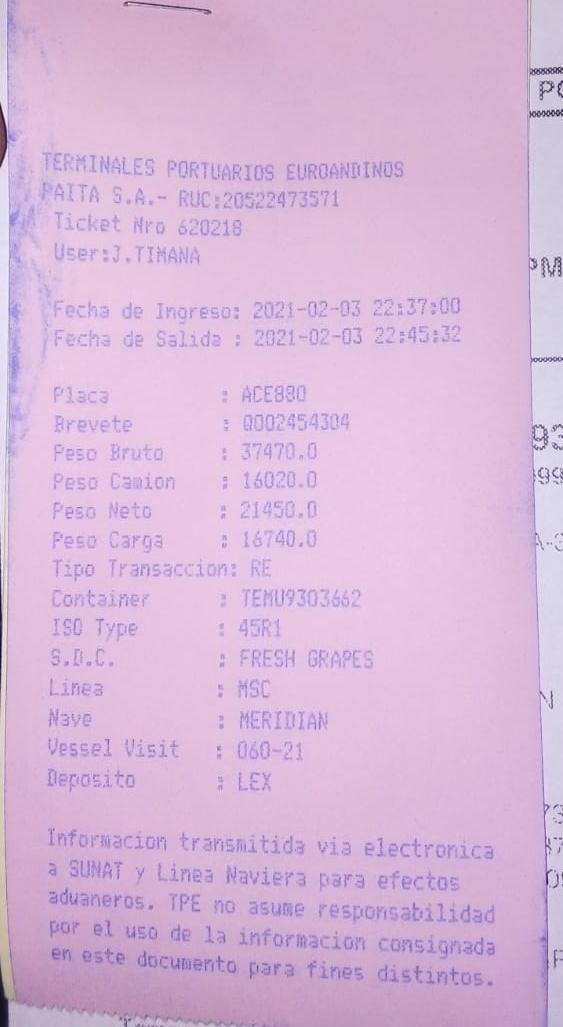 TERMINALES PORTUARIOS EUROANDINOS
PAITA S.A.- RUC:20522473571
Ticket Nro 620218
User:J.TIMANA
Fecha de Ingreso: 2021-02-03 22:37:00
Fecha de Salida : 2021-02-03 22:45:32
Placa : ACE880
Brevete : Q002454304
Peso Bruto : 37470.0
Peso Camion : 16020.0
Peso Neto : 21450.0
Peso Carga : 16740.0
Tipo Transaccion: RE
Container : TEMU9303662
ISO Type : 45R1
S.D.C. : FRESH GRAPES
Linea : MSC
Nave : MERIDIAN
Vessel Visit : 060-21
Deposito : LEX
Informacion transmitida via electronica
a SUNAT y Linea Naviera para efectos
aduaneros. TPE no asume responsabilidad
por el uso de la informacion consignada
en este documento para fines distintos.